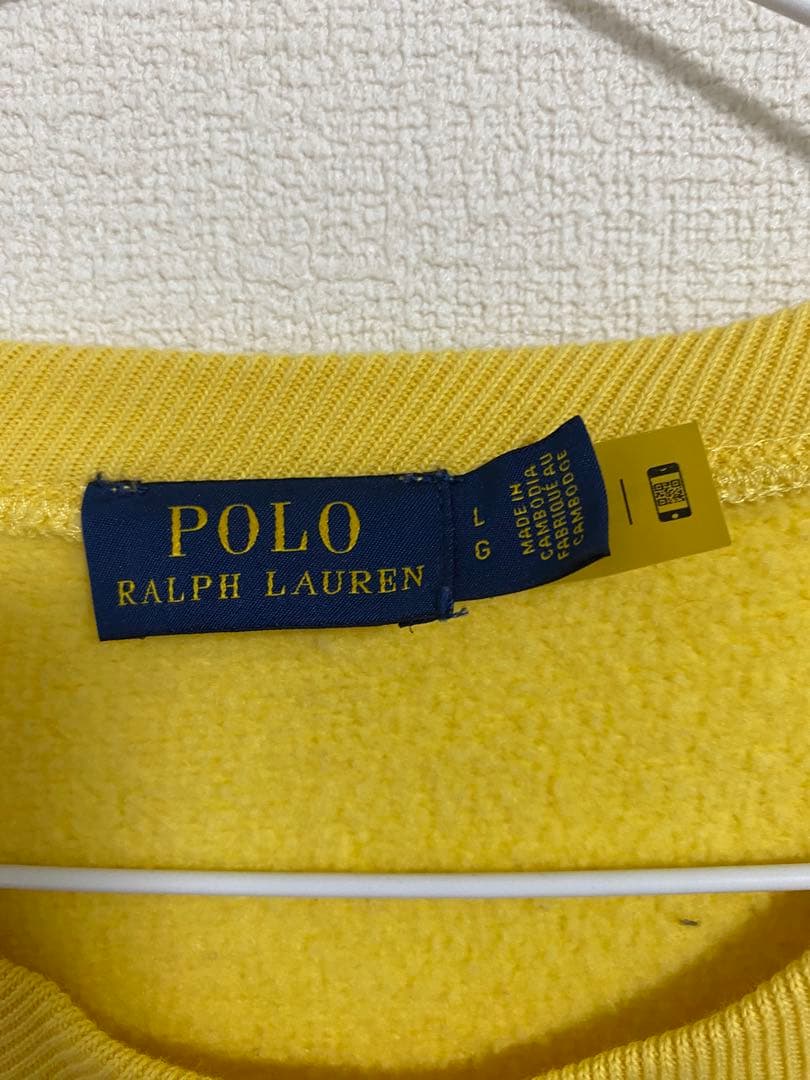 POLO
RALPH LAUREN
L
G
MADE IN
CAMBODIA
FABRIQUÉ AU
CAMBODGE